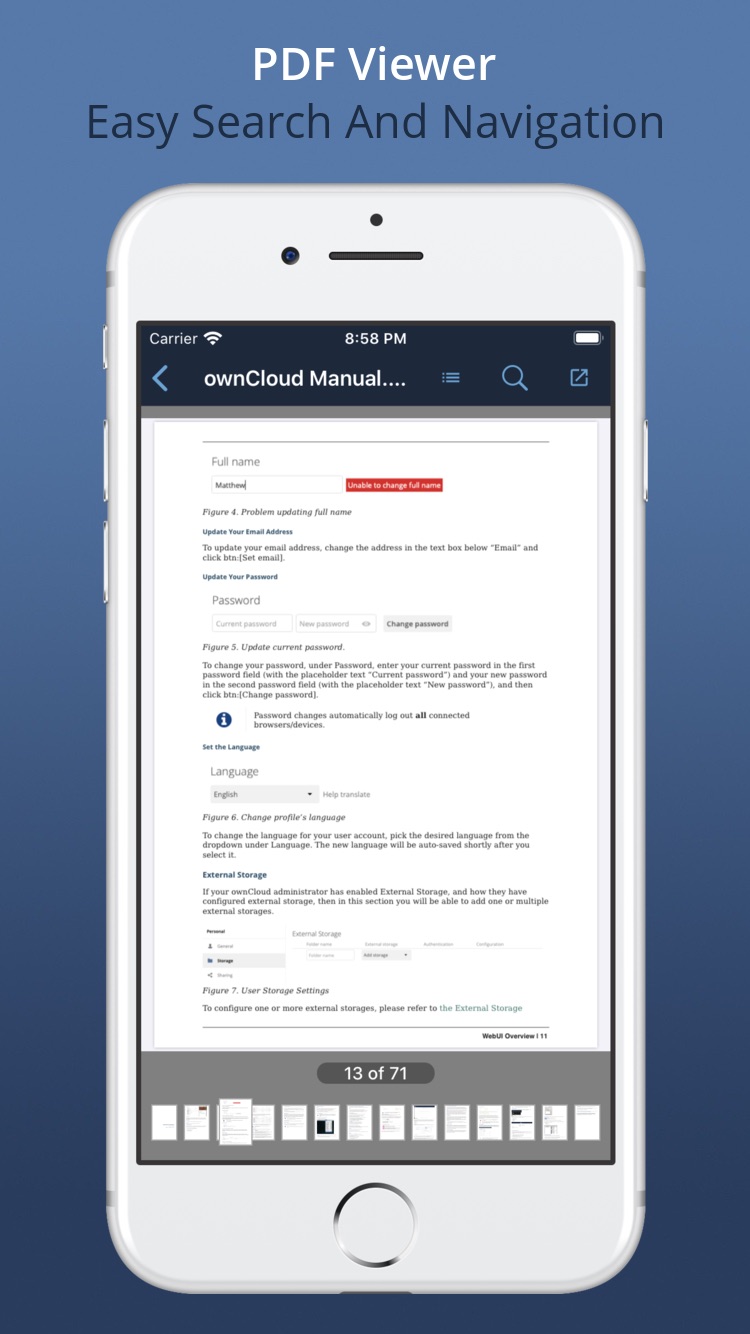 PDF Viewer
Easy Search And Navigation
Carrier
8:58 PM
ownCloud Manual....
Full name
Matthew
Unable to change full name
Figure 4. Problem updating full name
Update Your Email Address
To update your email address, change the address in the text box below “Email” and
click btn:[Set email].
Update Your Password
Password
Current password
New password
Change password
Figure 5. Update current password.
To change your password, under Password, enter your current password in the first
password field (with the placeholder text “Current password”) and your new password
in the second password field (with the placeholder text “New password”), and then
click btn:[Change password].
Password changes automatically log out all connected
browsers/devices.
Set the Language
Language
English
Help translate
Figure 6. Change profile's language
To change the language for your user account, pick the desired language from the
dropdown under Language. The new language will be auto-saved shortly after you
select it.
External Storage
If your ownCloud administrator has enabled External Storage, and how they have
configured external storage, then in this section you will be able to add one or multiple
external storages.
Personal
General
Storage
Sharing
External Storage
Folder name
External storage
Authentication
Configuration
Folder name
Add storage
Figure 7. User Storage Settings
To configure one or more external storages, please refer to the External Storage
WebUI Overview | 11
13 of 71